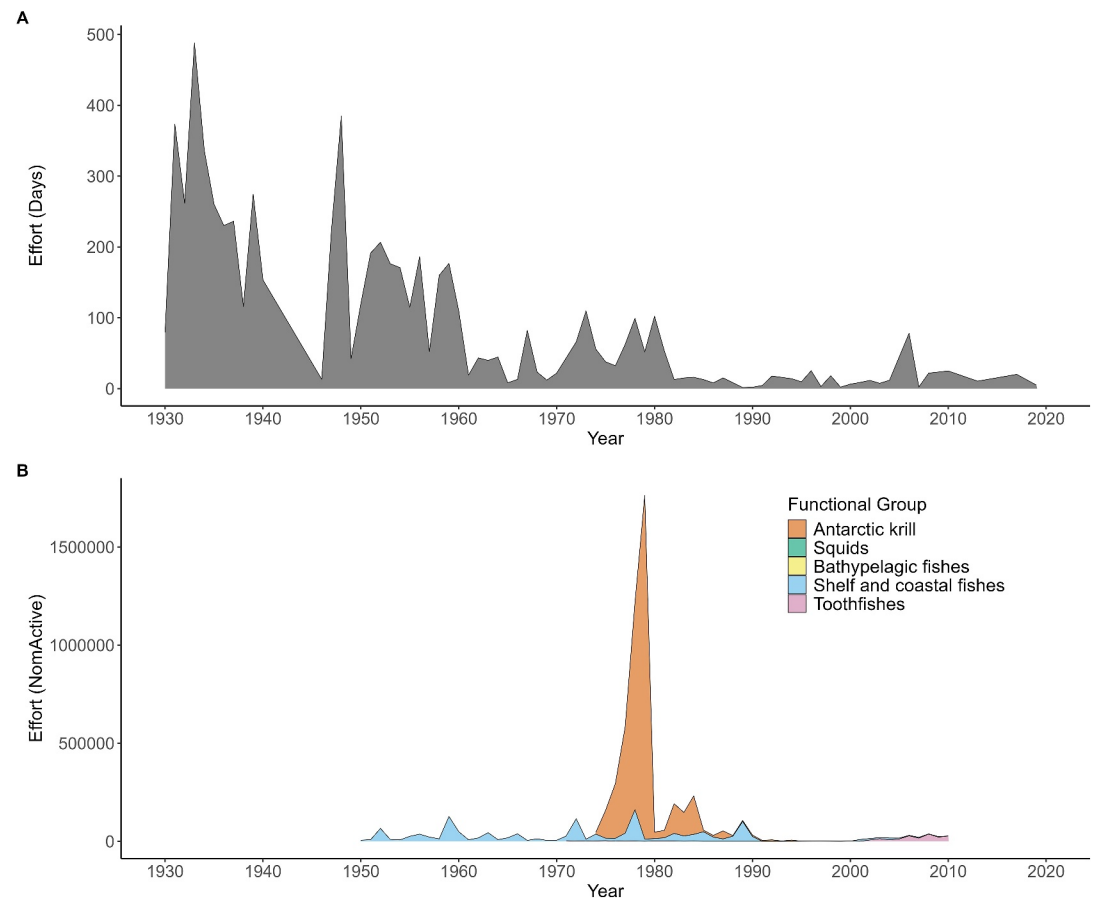 A
500
400
300
200
100
0
Effort (Days)
1930 1940 1950 1960 1970 1980 1990 2000 2010 2020
Year
B
1500000
1000000
500000
0
Effort (NomActive)
Functional Group
Antarctic krill
Squids
Bathypelagic fishes
Shelf and coastal fishes
Toothfishes
1930 1940 1950 1960 1970 1980 1990 2000 2010 2020
Year